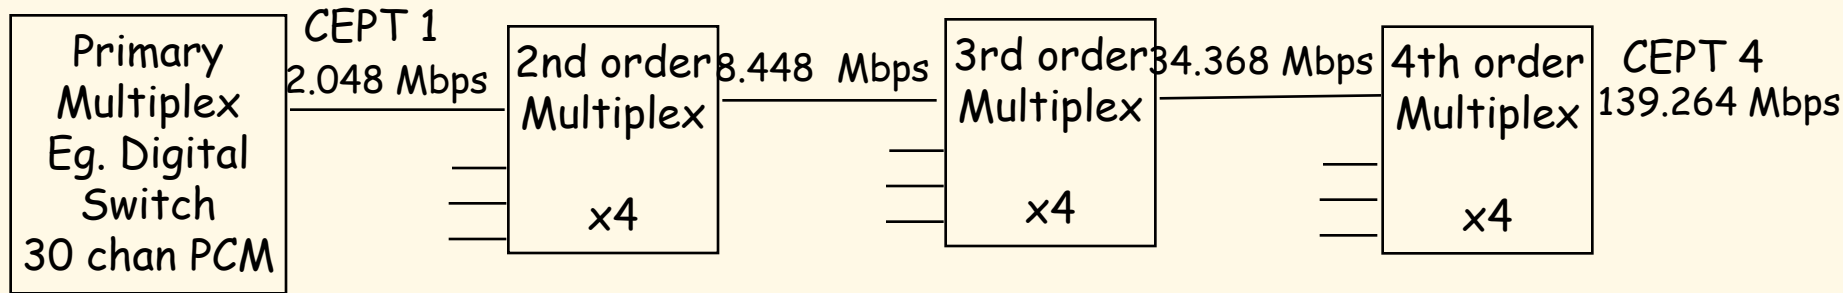 Primary
Multiplex
Eg. Digital
Switch
30 chan PCM
CEPT 1
2.048 Mbps
2nd order
Multiplex
x4
8.448 Mbps
3rd order
Multiplex
x4
34.368 Mbps
4th order
Multiplex
x4
CEPT 4
139.264 Mbps